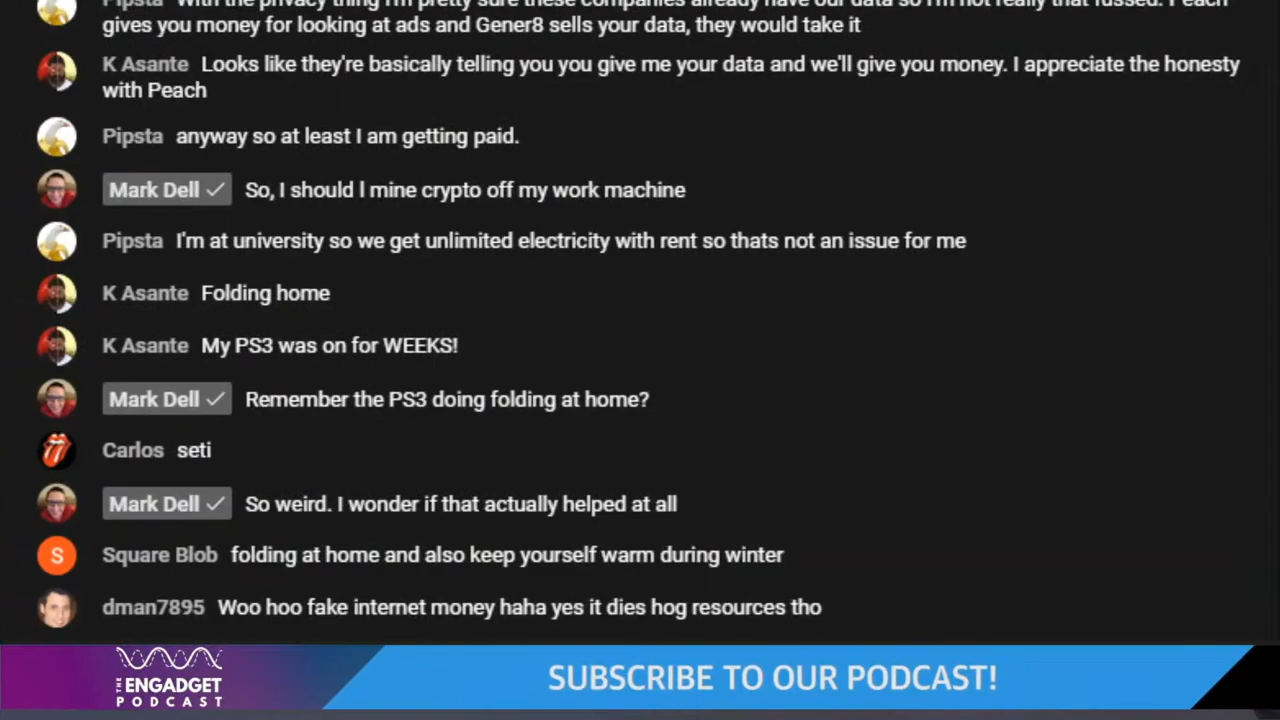 Pipsta With the privacy thing I'm pretty sure these companies already have our data so I'm not really that fussed. Peach
gives you money for looking at ads and Gener8 sells your data, they would take it
K Asante Looks like they're basically telling you you give me your data and we'll give you money. I appreciate the honesty
with Peach
Pipsta anyway so at least I am getting paid.
Mark Dell ✓ So, I should I mine crypto off my work machine
Pipsta I'm at university so we get unlimited electricity with rent so thats not an issue for me
K Asante Folding home
K Asante My PS3 was on for WEEKS!
Mark Dell ✓ Remember the PS3 doing folding at home?
Carlos seti
Mark Dell ✓ So weird. I wonder if that actually helped at all
S Square Blob folding at home and also keep yourself warm during winter
dman7895 Woo hoo fake internet money haha yes it dies hog resources tho
THE ENGADGET PODCAST
SUBSCRIBE TO OUR PODCAST!